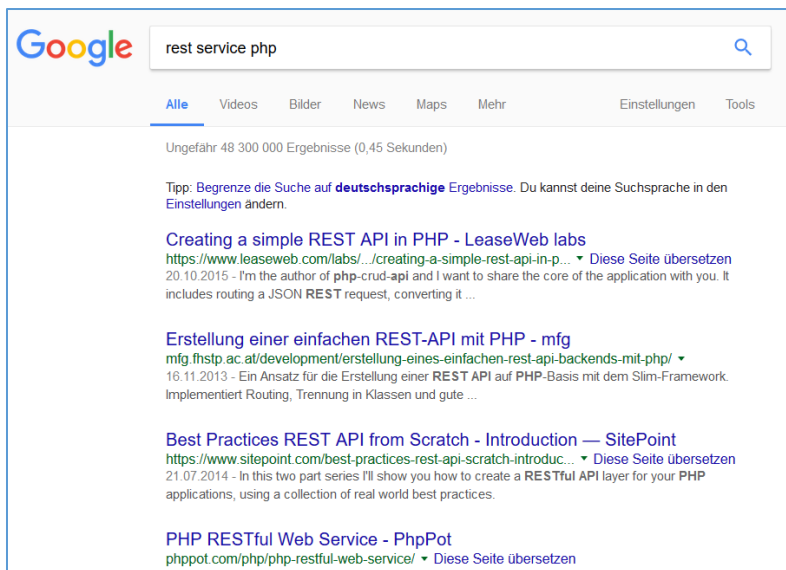 Google
rest service php
Alle Videos Bilder News Maps Mehr Einstellungen Tools
Ungefähr 48 300 000 Ergebnisse (0,45 Sekunden)
Tipp: Begrenze die Suche auf deutschsprachige Ergebnisse. Du kannst deine Suchsprache in den
Einstellungen ändern.
Creating a simple REST API in PHP - LeaseWeb labs
https://www.leaseweb.com/labs/.../creating-a-simple-rest-api-in-p... ▾ Diese Seite übersetzen
20.10.2015 - I'm the author of php-crud-api and I want to share the core of the application with you. It
includes routing a JSON REST request, converting it ...
Erstellung einer einfachen REST-API mit PHP - mfg
mfg.fhstp.ac.at/development/erstellung-eines-einfachen-rest-api-backends-mit-php/ ▾
16.11.2013 - Ein Ansatz für die Erstellung einer REST API auf PHP-Basis mit dem Slim-Framework.
Implementiert Routing, Trennung in Klassen und gute ...
Best Practices REST API from Scratch - Introduction — SitePoint
https://www.sitepoint.com/best-practices-rest-api-scratch-introduc... ▾ Diese Seite übersetzen
21.07.2014 - In this two part series I'll show you how to create a RESTful API layer for your PHP
applications, using a collection of real world best practices.
PHP RESTful Web Service - PhpPot
phppot.com/php/php-restful-web-service/ ▾ Diese Seite übersetzen